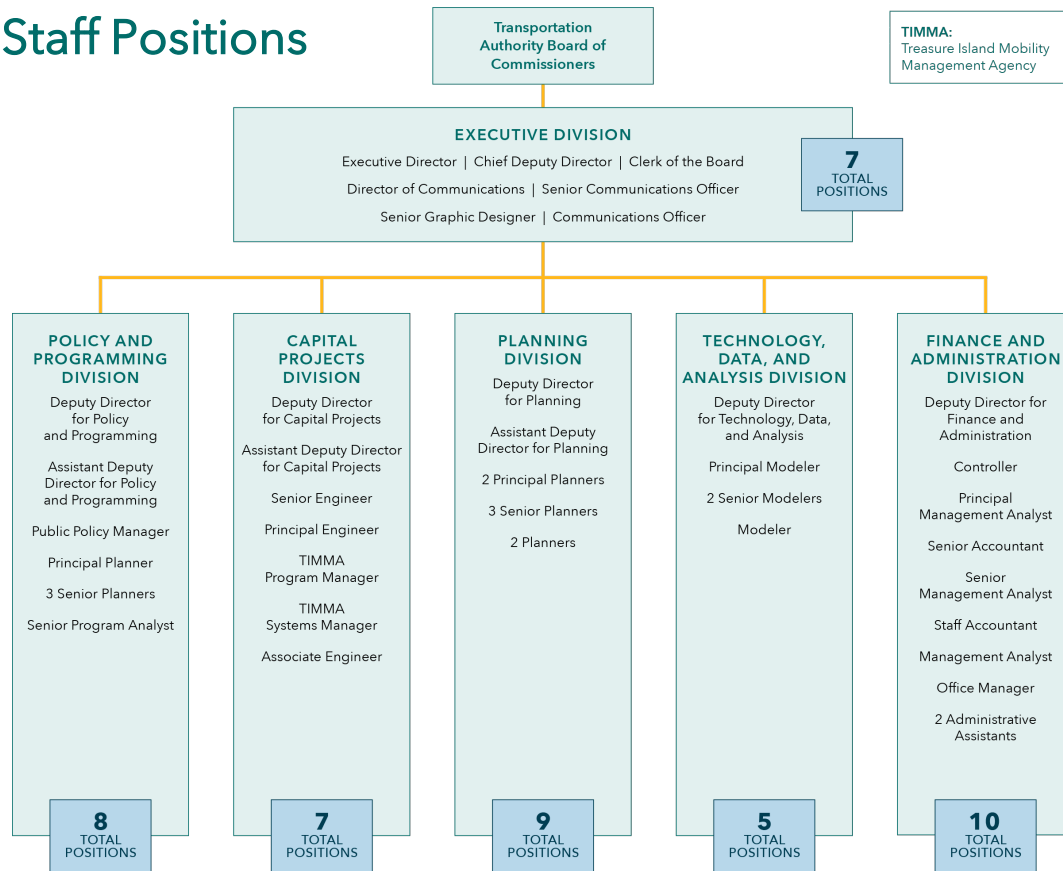 Staff Positions
Transportation
Authority Board of
Commissioners
TIMMA:
Treasure Island Mobility
Management Agency
EXECUTIVE DIVISION
Executive Director | Chief Deputy Director | Clerk of the Board
Director of Communications | Senior Communications Officer
Senior Graphic Designer | Communications Officer
7
TOTAL
POSITIONS
POLICY AND
PROGRAMMING
DIVISION
Deputy Director
for Policy
and Programming
Assistant Deputy
Director for Policy
and Programming
Public Policy Manager
Principal Planner
3 Senior Planners
Senior Program Analyst
8
TOTAL
POSITIONS
CAPITAL
PROJECTS
DIVISION
Deputy Director
for Capital Projects
Assistant Deputy Director
for Capital Projects
Senior Engineer
Principal Engineer
TIMMA
Program Manager
TIMMA
Systems Manager
Associate Engineer
7
TOTAL
POSITIONS
PLANNING
DIVISION
Deputy Director
for Planning
Assistant Deputy
Director for Planning
2 Principal Planners
3 Senior Planners
2 Planners
9
TOTAL
POSITIONS
TECHNOLOGY,
DATA, AND
ANALYSIS DIVISION
Deputy Director
for Technology, Data,
and Analysis
Principal Modeler
2 Senior Modelers
Modeler
5
TOTAL
POSITIONS
FINANCE AND
ADMINISTRATION
DIVISION
Deputy Director for
Finance and
Administration
Controller
Principal
Management Analyst
Senior Accountant
Senior
Management Analyst
Staff Accountant
Management Analyst
Office Manager
2 Administrative
Assistants
10
TOTAL
POSITIONS